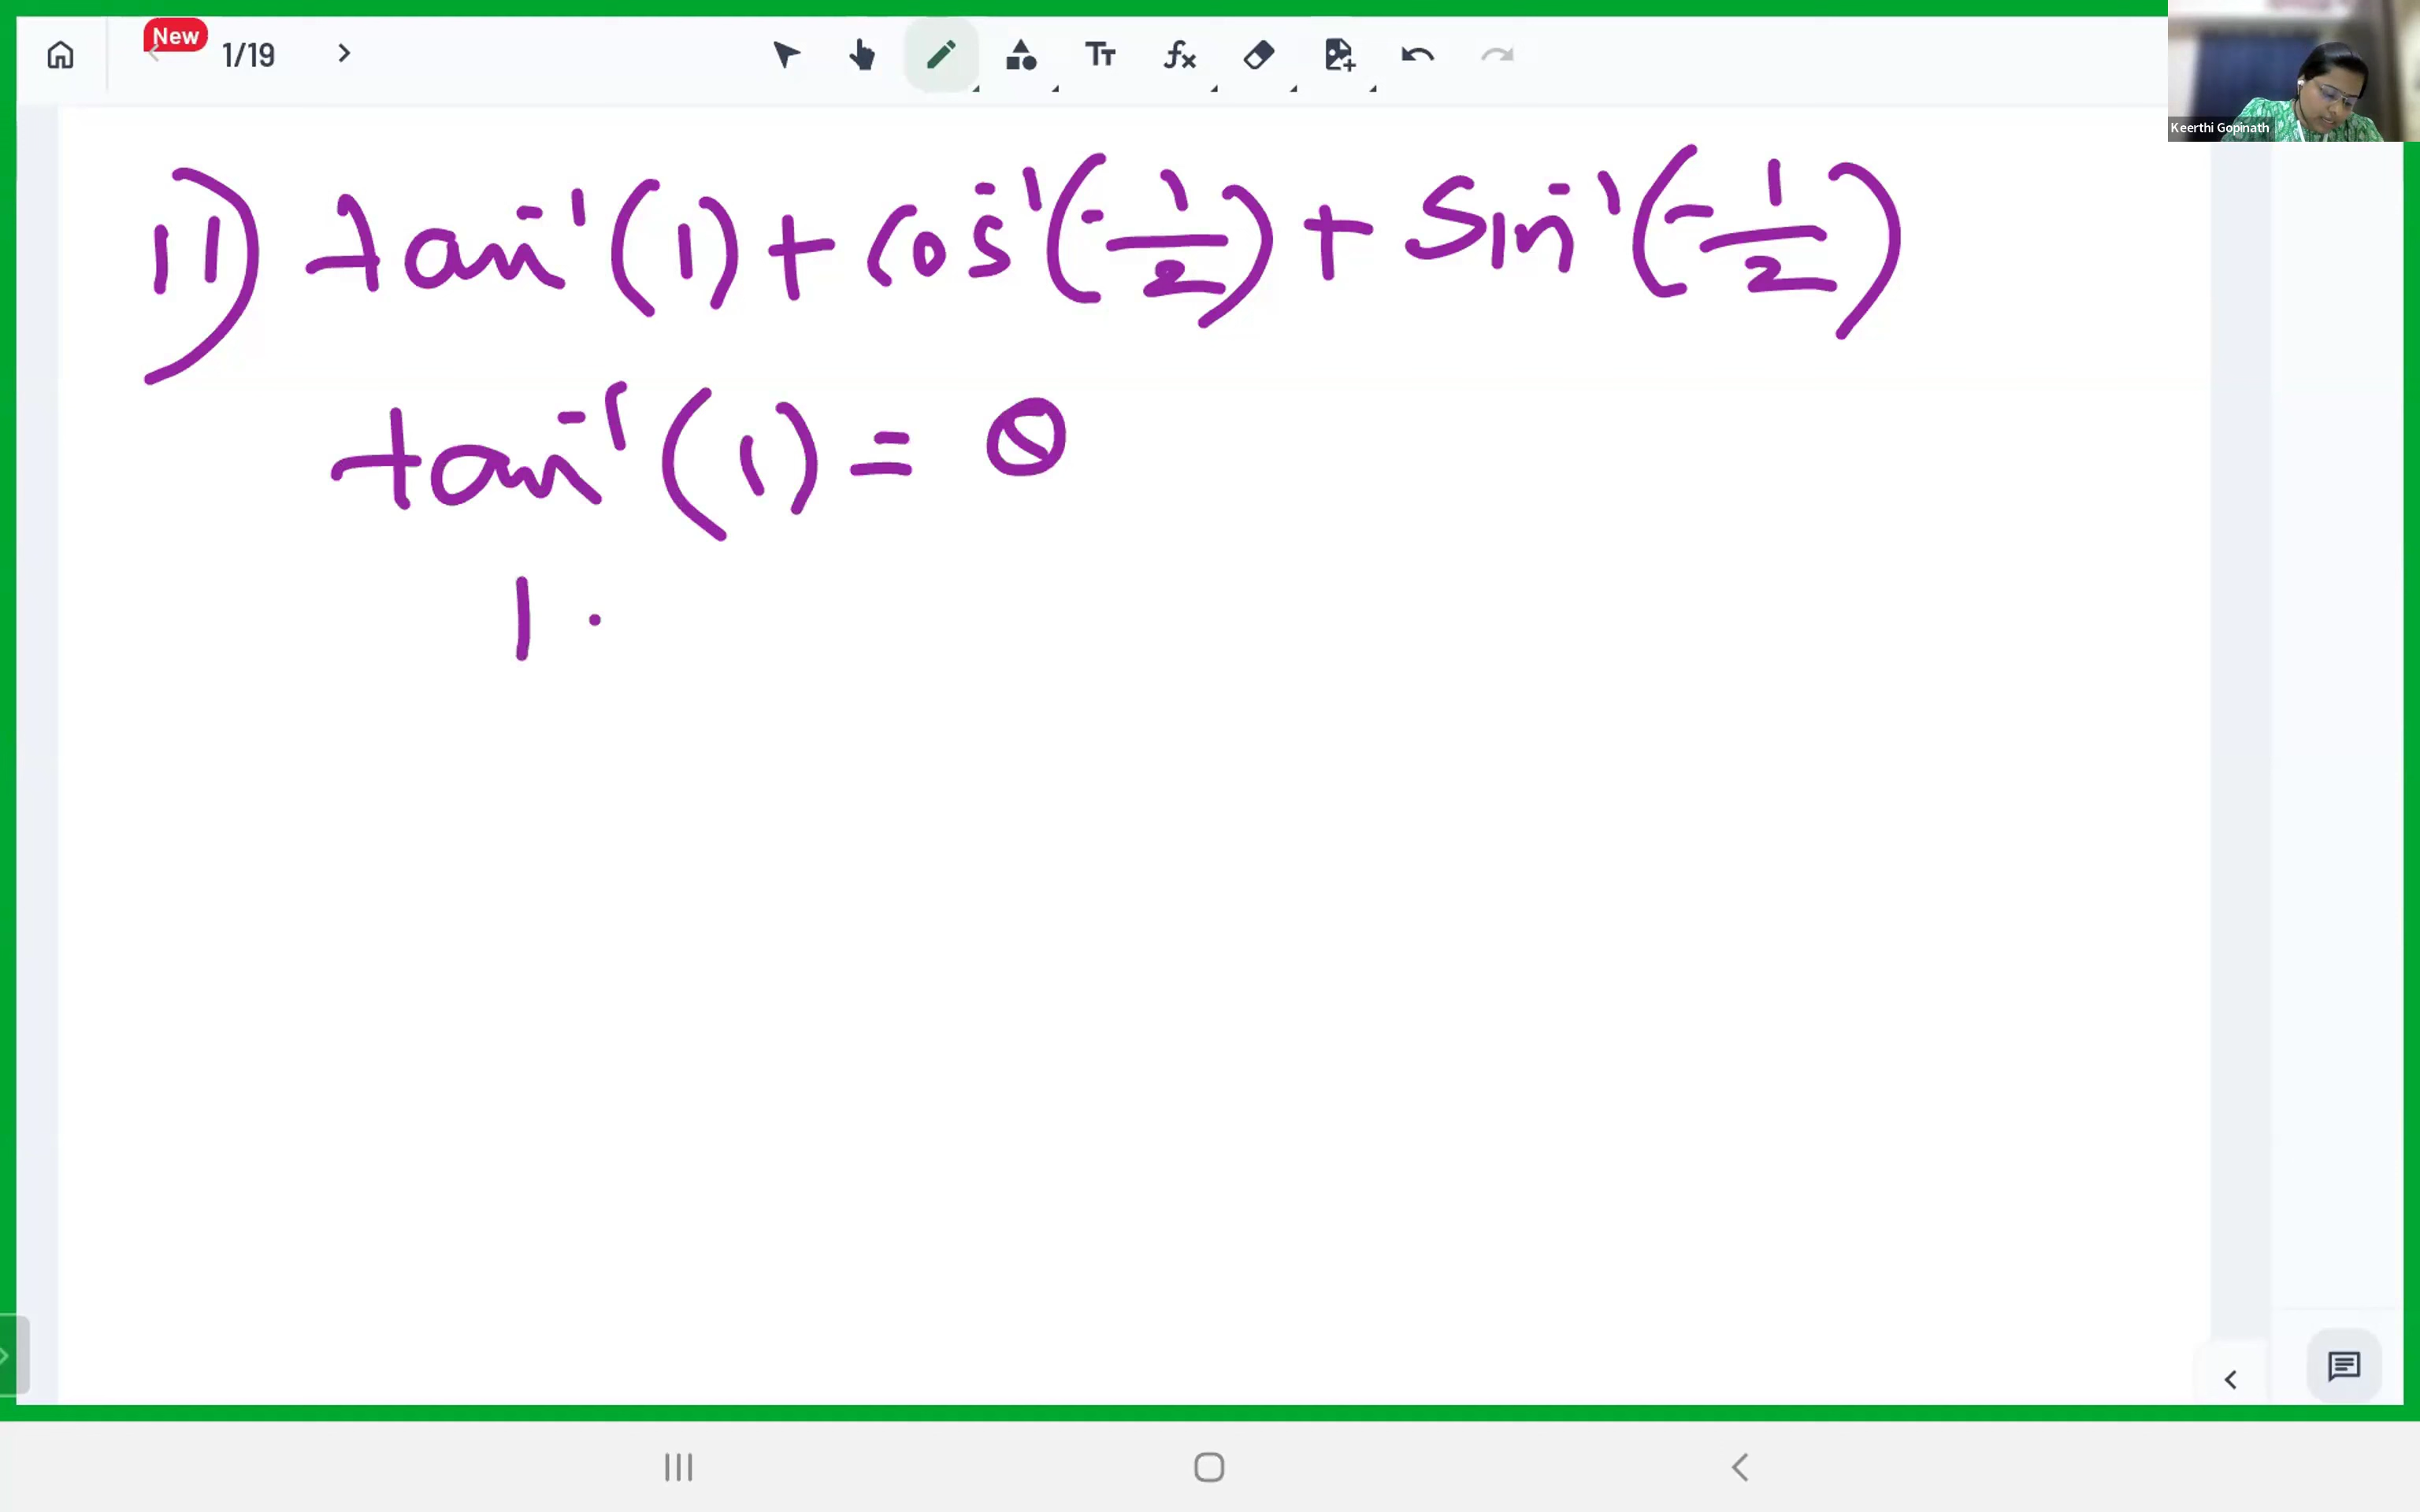 New
1/19
Keerthi Gopinath
11) tan⁻¹(1) + cos⁻¹(-1/2) + Sin⁻¹(-1/2)
tan⁻¹(1) = θ
1 .